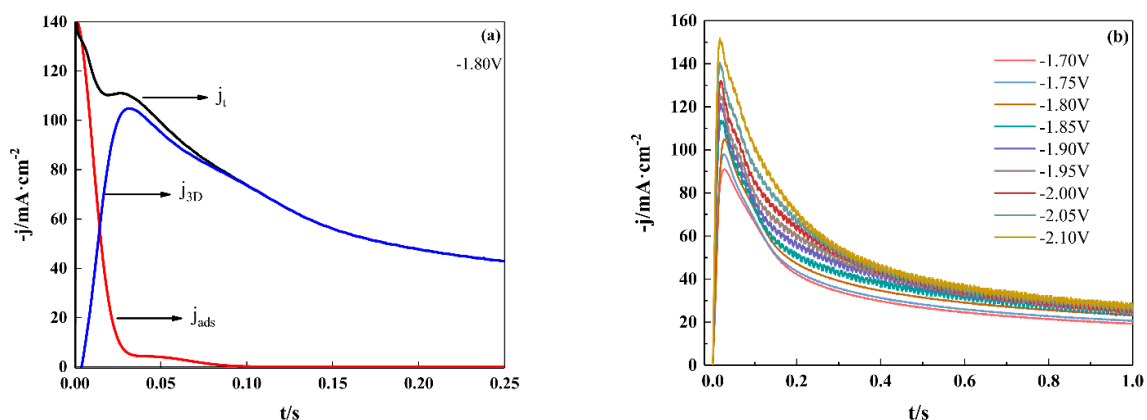 (a)
-1.80V
j_t
j_3D
j_ads
-j/mA·cm⁻²
140
120
100
80
60
40
20
0
0.00 0.05 0.10 0.15 0.20 0.25
t/s
(b)
-1.70V
-1.75V
-1.80V
-1.85V
-1.90V
-1.95V
-2.00V
-2.05V
-2.10V
-j/mA·cm⁻²
160
140
120
100
80
60
40
20
0
0.0 0.2 0.4 0.6 0.8 1.0
t/s